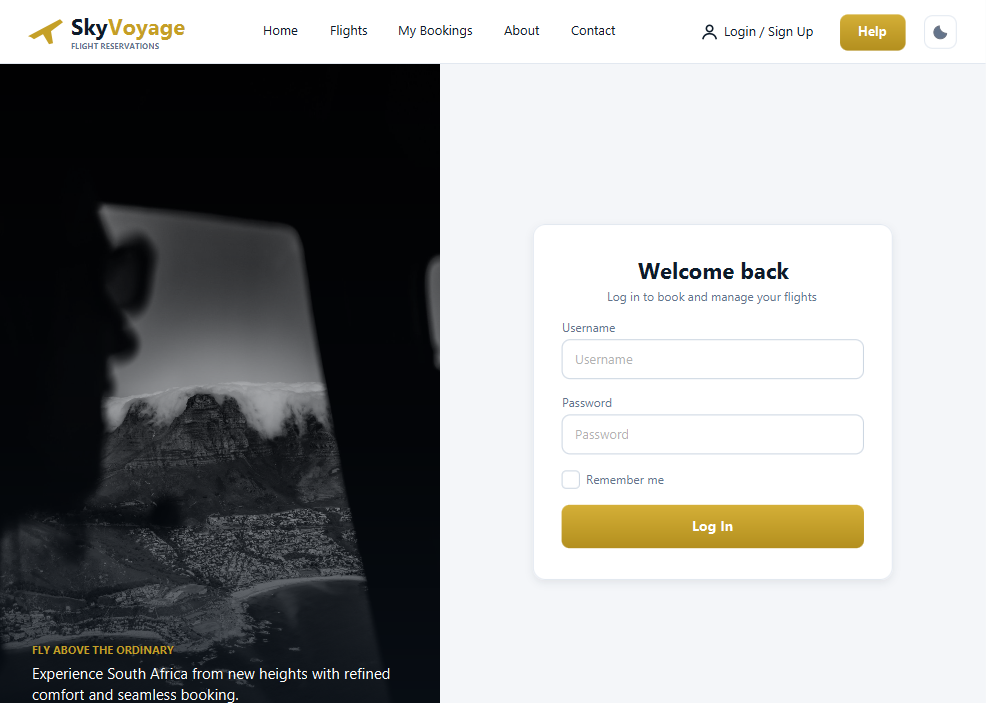 SkyVoyage
FLIGHT RESERVATIONS
Home
Flights
My Bookings
About
Contact
Login / Sign Up
Help
FLY ABOVE THE ORDINARY
Experience South Africa from new heights with refined
comfort and seamless booking.
Welcome back
Log in to book and manage your flights
Username
Username
Password
Password
Remember me
Log In